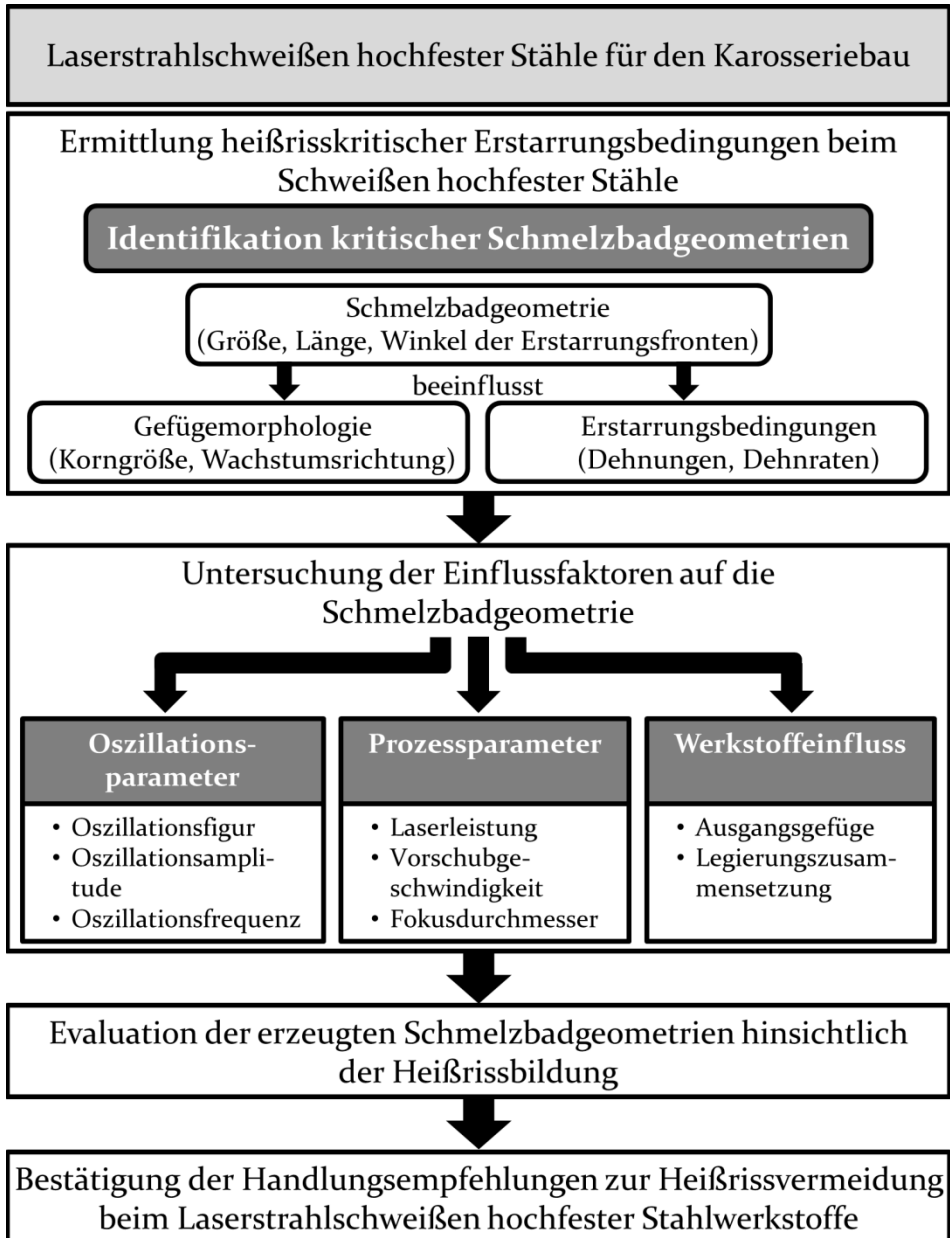 Laserstrahlschweißen hochfester Stähle für den Karosseriebau
Ermittlung heißrisskritischer Erstarrungsbedingungen beim
Schweißen hochfester Stähle
Identifikation kritischer Schmelzbadgeometrien
Schmelzbadgeometrie
(Größe, Länge, Winkel der Erstarrungsfronten)
beeinflusst
Gefügemorphologie
(Korngröße, Wachstumsrichtung)
Erstarrungsbedingungen
(Dehnungen, Dehnraten)
Untersuchung der Einflussfaktoren auf die
Schmelzbadgeometrie
Oszillations-
parameter
• Oszillationsfigur
• Oszillationsampli-
tude
• Oszillationsfrequenz
Prozessparameter
• Laserleistung
• Vorschubge-
schwindigkeit
• Fokusdurchmesser
Werkstoffeinfluss
• Ausgangsgefüge
• Legierungszusam-
mensetzung
Evaluation der erzeugten Schmelzbadgeometrien hinsichtlich
der Heißrissbildung
Bestätigung der Handlungsempfehlungen zur Heißrissvermeidung
beim Laserstrahlschweißen hochfester Stahlwerkstoffe